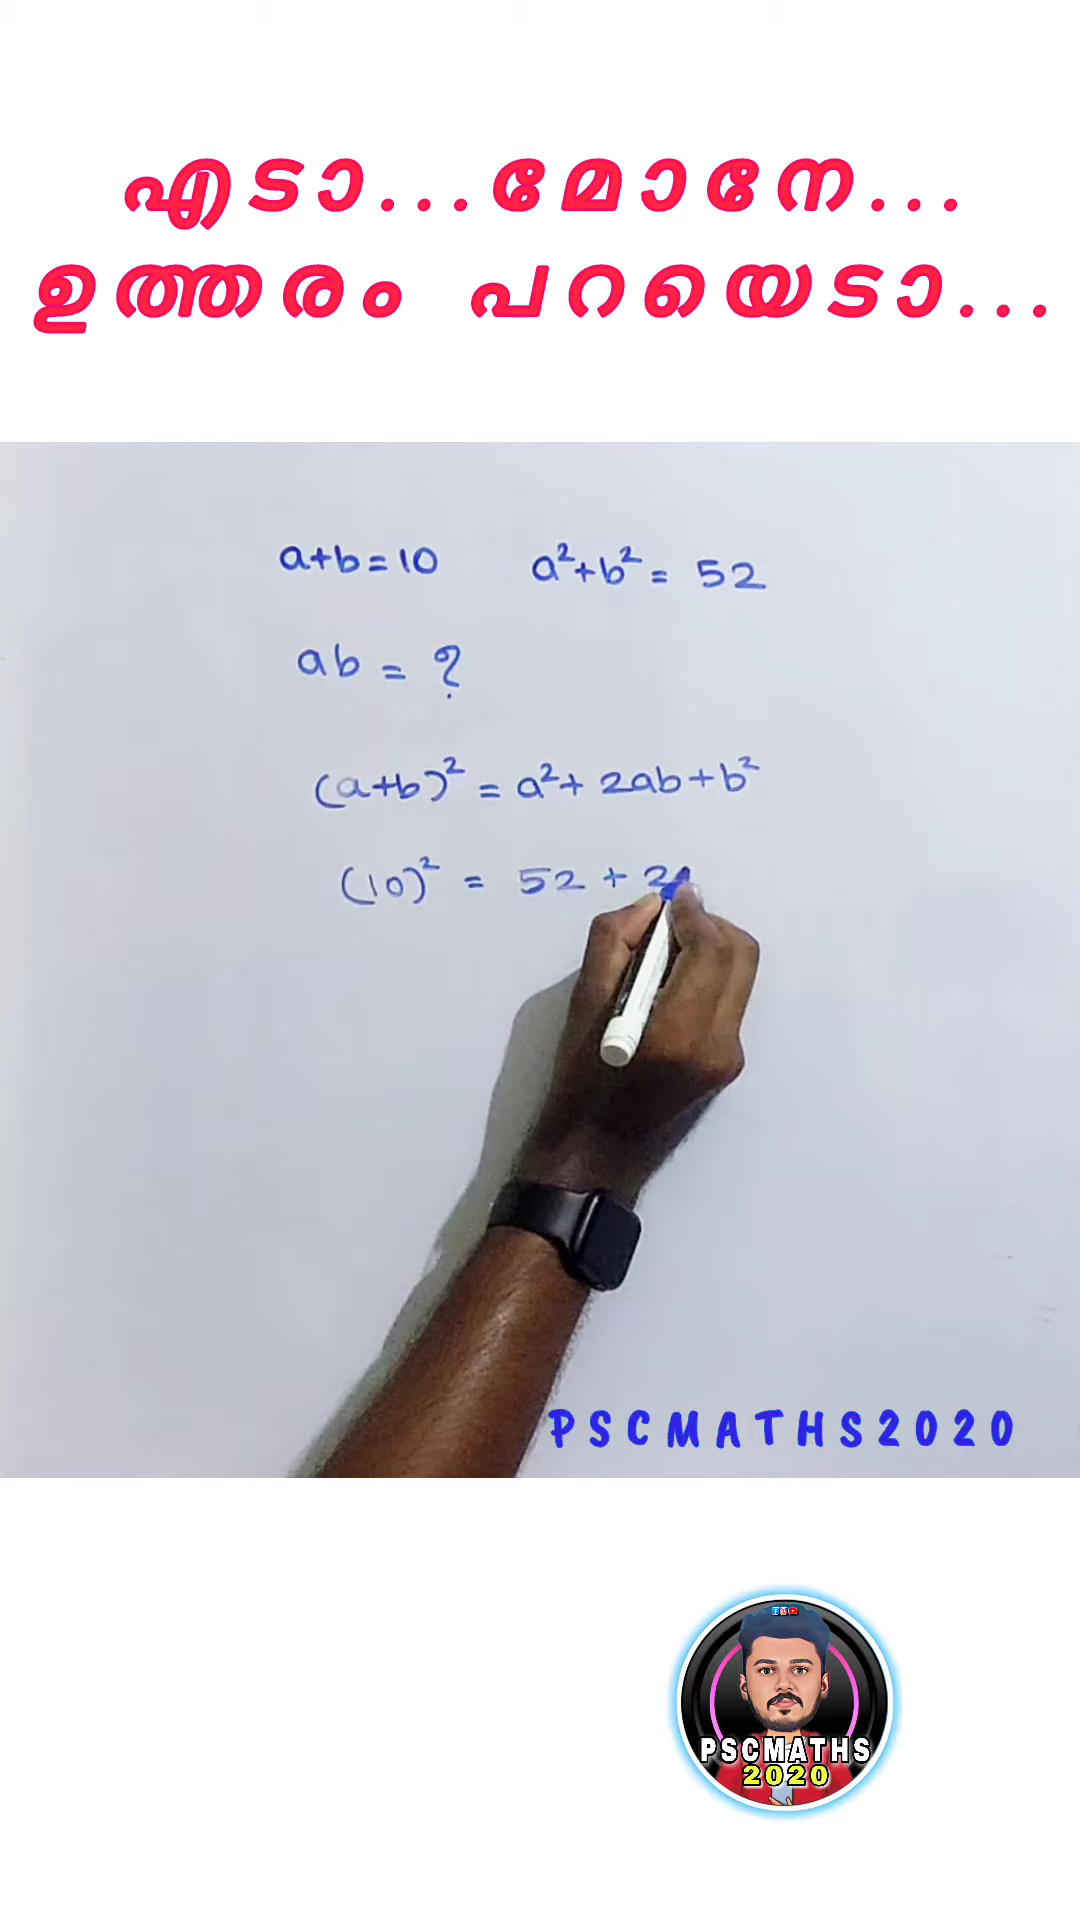 എടാ...മോനേ...
ഉത്തരം പറയെടാ...
a+b=10 a²+b² = 52
ab = ?
(a+b)² = a²+ 2ab+b²
(10)² = 52 + 2
PSCMATHS2020
PSCMATHS
2020